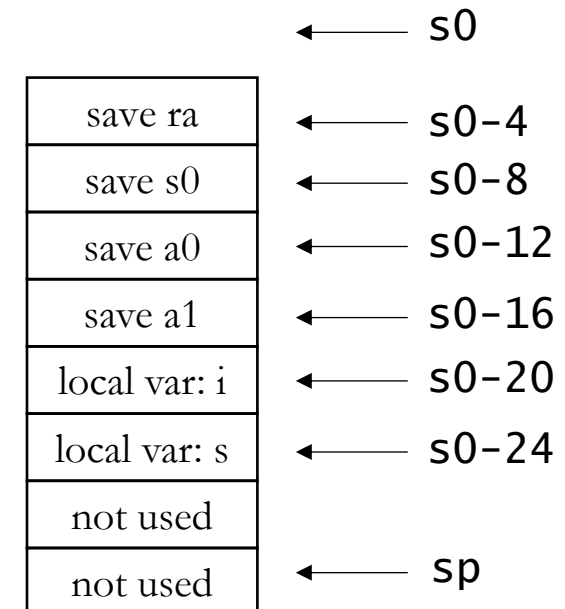 s0
save ra s0-4
save s0 s0-8
save a0 s0-12
save a1 s0-16
local var: i s0-20
local var: s s0-24
not used
not used sp